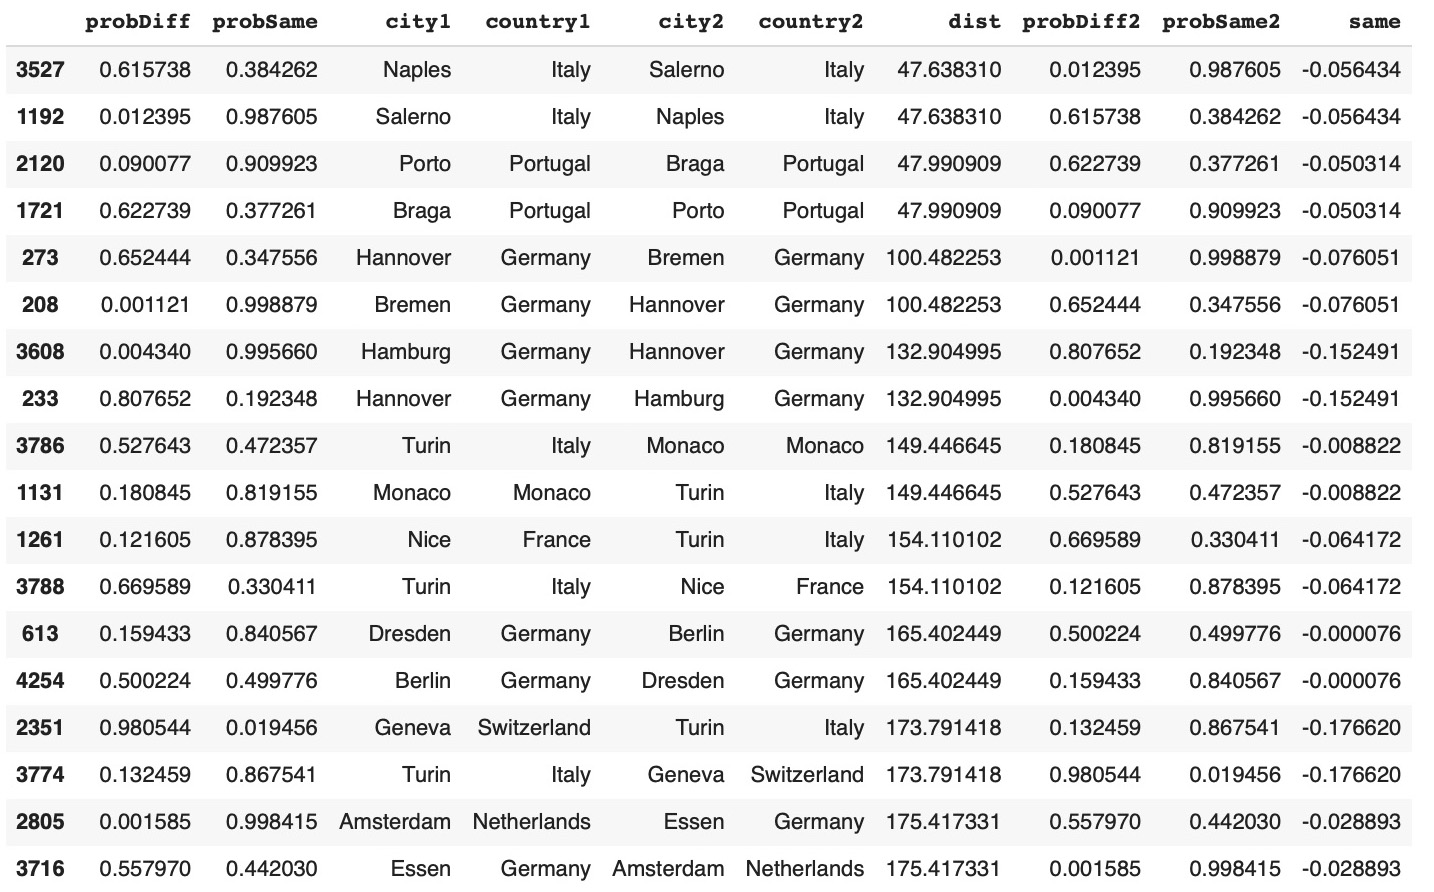 probDiff probSame city1 country1 city2 country2 dist probDiff2 probSame2 same
3527 0.615738 0.384262 Naples Italy Salerno Italy 47.638310 0.012395 0.987605 -0.056434
1192 0.012395 0.987605 Salerno Italy Naples Italy 47.638310 0.615738 0.384262 -0.056434
2120 0.090077 0.909923 Porto Portugal Braga Portugal 47.990909 0.622739 0.377261 -0.050314
1721 0.622739 0.377261 Braga Portugal Porto Portugal 47.990909 0.090077 0.909923 -0.050314
273 0.652444 0.347556 Hannover Germany Bremen Germany 100.482253 0.001121 0.998879 -0.076051
208 0.001121 0.998879 Bremen Germany Hannover Germany 100.482253 0.652444 0.347556 -0.076051
3608 0.004340 0.995660 Hamburg Germany Hannover Germany 132.904995 0.807652 0.192348 -0.152491
233 0.807652 0.192348 Hannover Germany Hamburg Germany 132.904995 0.004340 0.995660 -0.152491
3786 0.527643 0.472357 Turin Italy Monaco Monaco 149.446645 0.180845 0.819155 -0.008822
1131 0.180845 0.819155 Monaco Monaco Turin Italy 149.446645 0.527643 0.472357 -0.008822
1261 0.121605 0.878395 Nice France Turin Italy 154.110102 0.669589 0.330411 -0.064172
3788 0.669589 0.330411 Turin Italy Nice France 154.110102 0.121605 0.878395 -0.064172
613 0.159433 0.840567 Dresden Germany Berlin Germany 165.402449 0.500224 0.499776 -0.000076
4254 0.500224 0.499776 Berlin Germany Dresden Germany 165.402449 0.159433 0.840567 -0.000076
2351 0.980544 0.019456 Geneva Switzerland Turin Italy 173.791418 0.132459 0.867541 -0.176620
3774 0.132459 0.867541 Turin Italy Geneva Switzerland 173.791418 0.980544 0.019456 -0.176620
2805 0.001585 0.998415 Amsterdam Netherlands Essen Germany 175.417331 0.557970 0.442030 -0.028893
3716 0.557970 0.442030 Essen Germany Amsterdam Netherlands 175.417331 0.001585 0.998415 -0.028893